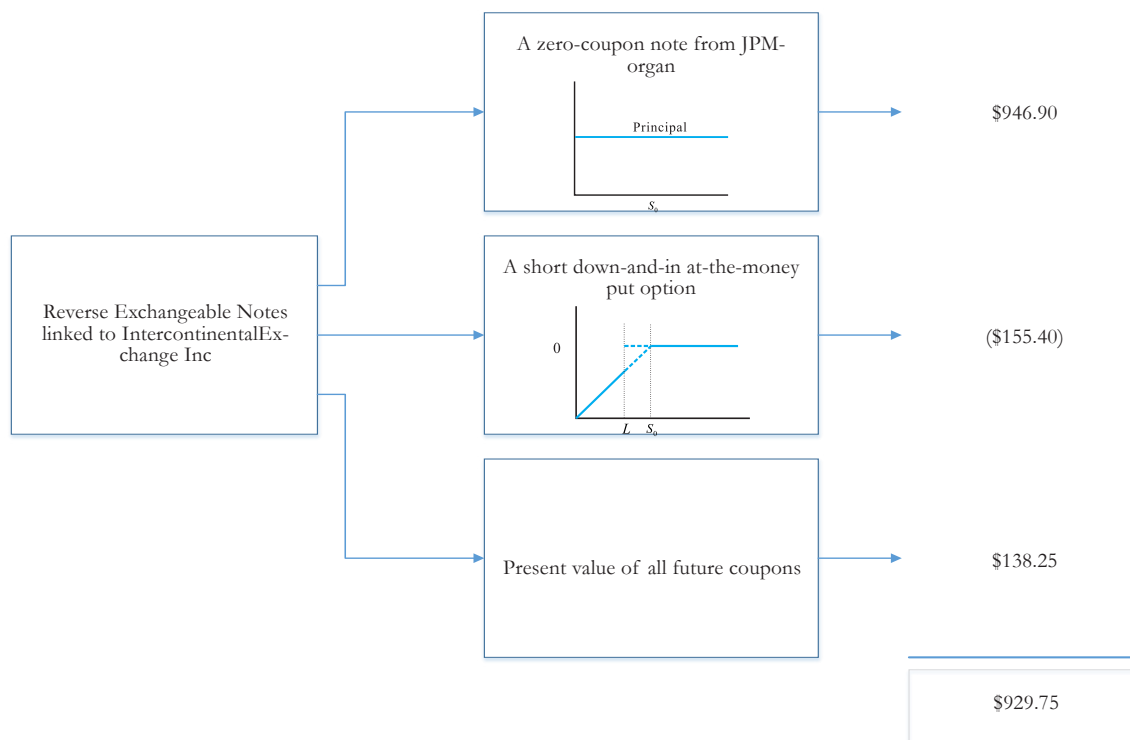 A zero-coupon note from JPM-
organ
Principal
S₀
$946.90
Reverse Exchangeable Notes
linked to IntercontinentalEx-
change Inc
A short down-and-in at-the-money
put option
0
L S₀
($155.40)
Present value of all future coupons
$138.25
$929.75